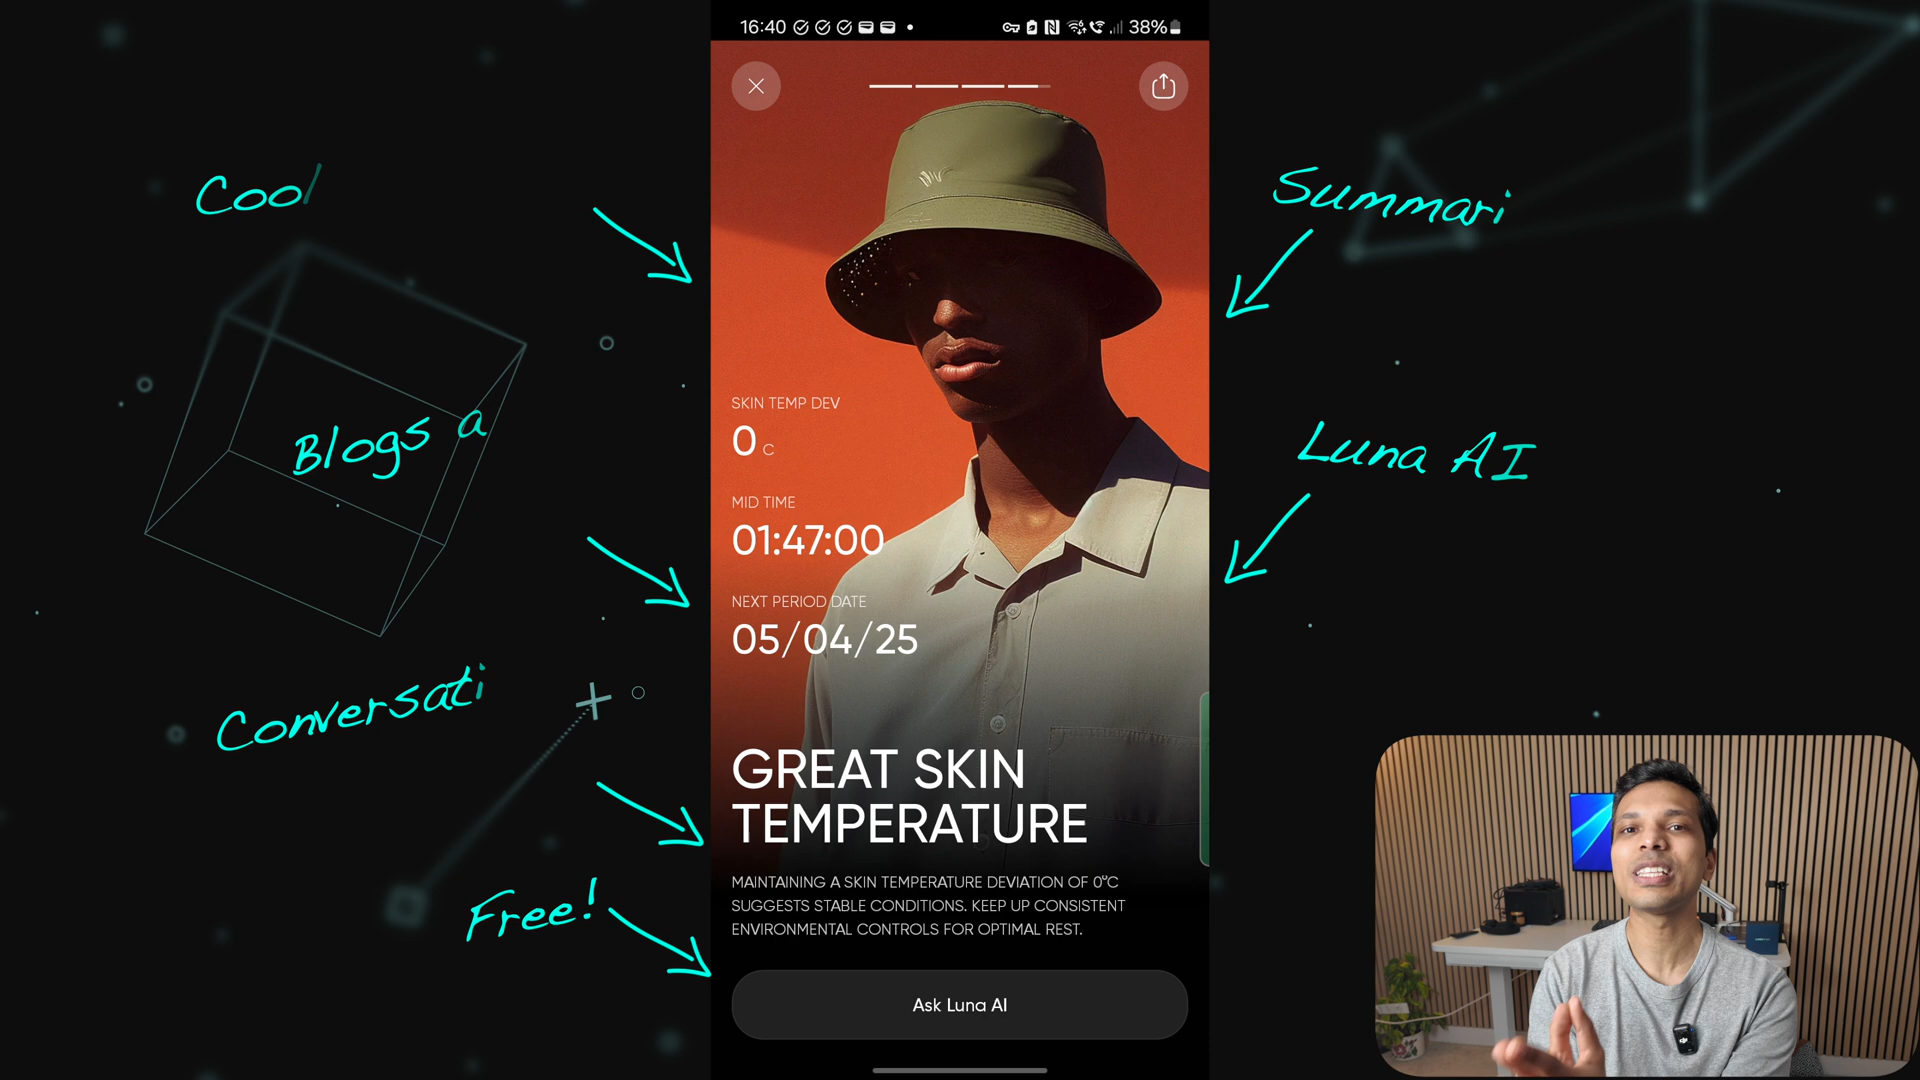 16:40
38%
Cool
Summari
SKIN TEMP DEV
0 C
Blogs a
Luna AI
MID TIME
01:47:00
NEXT PERIOD DATE
05/04/25
Conversati
GREAT SKIN
TEMPERATURE
MAINTAINING A SKIN TEMPERATURE DEVIATION OF 0°C
SUGGESTS STABLE CONDITIONS. KEEP UP CONSISTENT
ENVIRONMENTAL CONTROLS FOR OPTIMAL REST.
Free!
Ask Luna AI